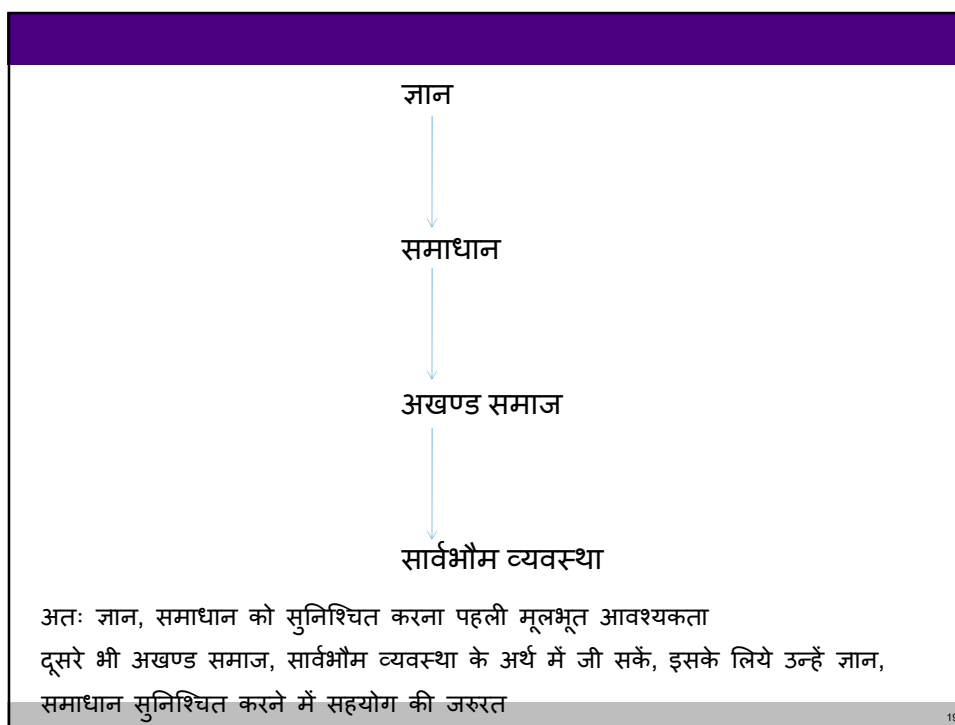 ज्ञान
समाधान
अखण्ड समाज
सार्वभौम व्यवस्था
अतः ज्ञान, समाधान को सुनिश्चित करना पहली मूलभूत आवश्यकता
दूसरे भी अखण्ड समाज, सार्वभौम व्यवस्था के अर्थ में जी सकें, इसके लिये उन्हें ज्ञान,
समाधान सुनिश्चित करने में सहयोग की जरुरत
19